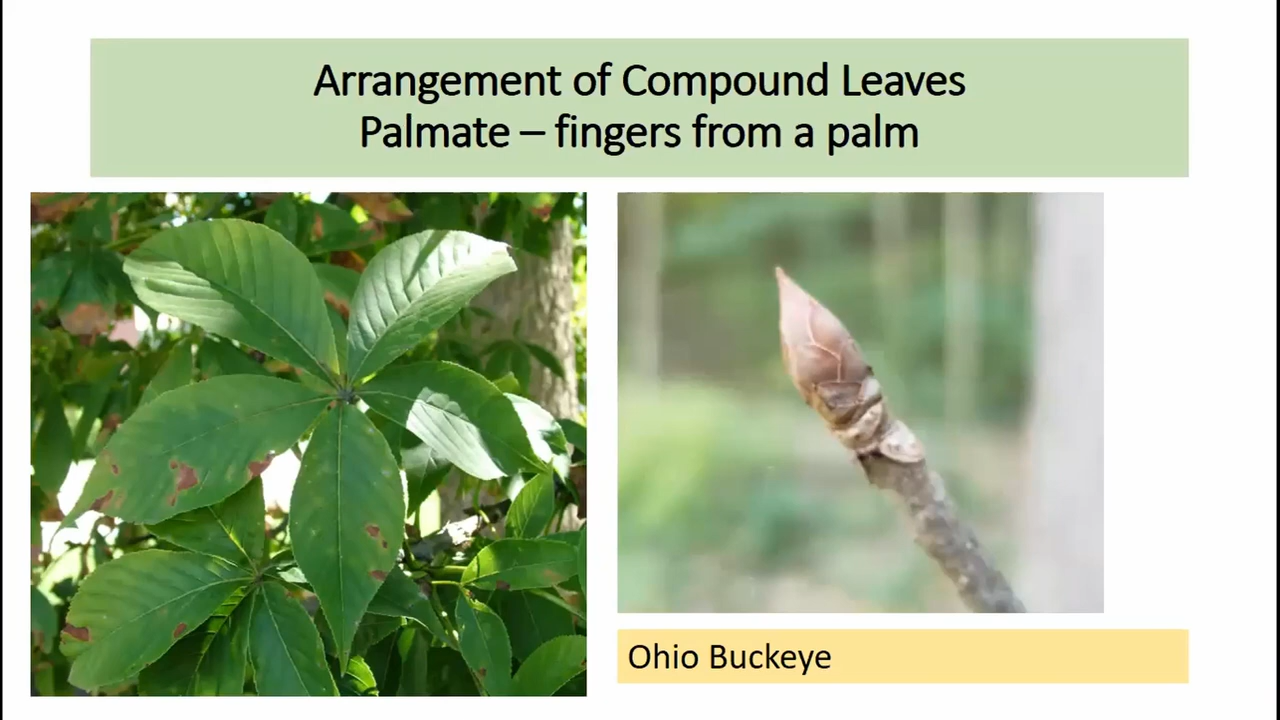 Arrangement of Compound Leaves
Palmate – fingers from a palm
Ohio Buckeye